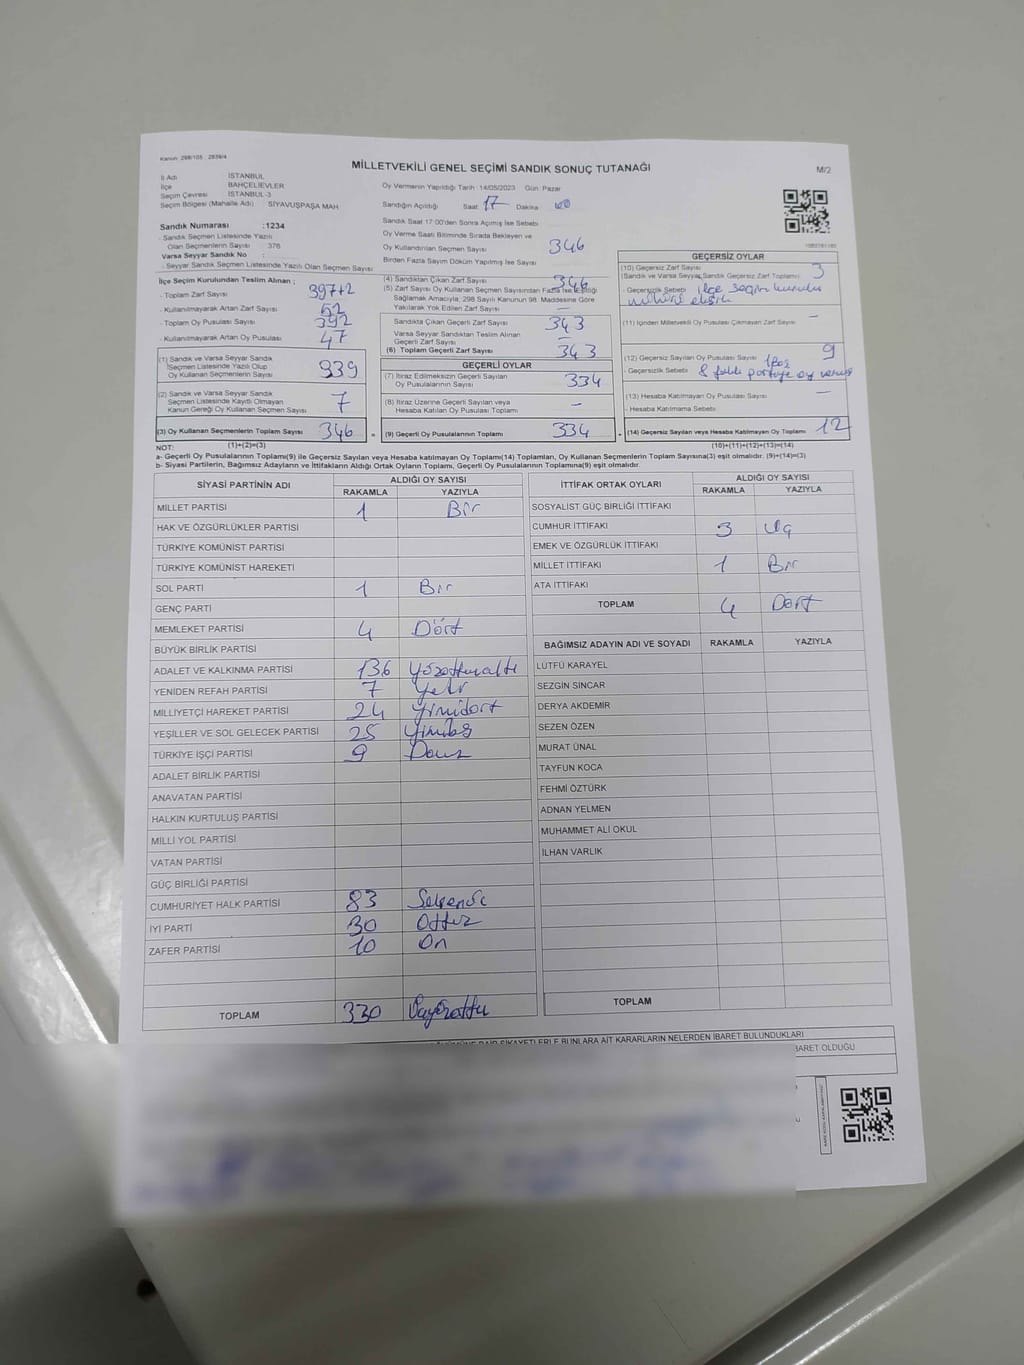 Kanun: 298/105 ; 2839/4
MİLLETVEKİLİ GENEL SEÇİMİ SANDIK SONUÇ TUTANAĞI
M/2
İl Adı İSTANBUL
İlçe BAHÇELİEVLER
Seçim Çevresi İSTANBUL-3
Seçim Bölgesi (Mahalle Adı) SİYAVUŞPAŞA MAH
Oy Vermenin Yapıldığı Tarih : 14/05/2023 Gün: Pazar
Sandığın Açıldığı Saat 17 Dakika 00
Sandık Numarası :1234
- Sandık Seçmen Listesinde Yazılı
Olan Seçmenlerin Sayısı : 376
Varsa Seyyar Sandık No :
- Seyyar Sandık Seçmen Listesinde Yazılı Olan Seçmen Sayısı
Sandık Saat 17:00'den Sonra Açılmış İse Sebebi
Oy Verme Saati Bitiminde Sırada Bekleyen ve
Oy Kullandırılan Seçmen Sayısı 346
Birden Fazla Sayım Döküm Yapılmış İse Sayısı
İlçe Seçim Kurulundan Teslim Alınan ;
- Toplam Zarf Sayısı 397+2
- Kullanılmayarak Artan Zarf Sayısı 52
- Toplam Oy Pusulası Sayısı 392
- Kullanılmayarak Artan Oy Pusulası 47
(1) Sandık ve Varsa Seyyar Sandık
Seçmen Listesinde Yazılı Olup
Oy Kullanan Seçmenlerin Sayısı 339
(2) Sandık ve Varsa Seyyar Sandık
Seçmen Listesinde Kayıtlı Olmayan
Kanun Gereği Oy Kullanan Seçmen Sayısı 7
(3) Oy Kullanan Seçmenlerin Toplam Sayısı 346
(1)+(2)=(3)
(4) Sandıktan Çıkan Zarf Sayısı 346
(5) Zarf Sayısı Oy Kullanan Seçmen Sayısından Fazla İse Eşitliği
Sağlamak Amacıyla, 298 Sayılı Kanunun 98. Maddesine Göre
Yakılarak Yok Edilen Zarf Sayısı –
Sandıkta Çıkan Geçerli Zarf Sayısı 343
Varsa Seyyar Sandıktan Teslim Alınan
Geçerli Zarf Sayısı –
(6) Toplam Geçerli Zarf Sayısı 343
GEÇERLİ OYLAR
(7) İtiraz Edilmeksizin Geçerli Sayılan
Oy Pusulalarının Sayısı 334
(8) İtiraz Üzerine Geçerli Sayılan veya
Hesaba Katılan Oy Pusulası Toplamı –
= (9) Geçerli Oy Pusulalarının Toplamı 334
GEÇERSİZ OYLAR
(10) Geçersiz Zarf Sayısı
(Sandık ve Varsa Seyyar Sandık Geçersiz Zarf Toplamı) 3
- Geçersizlik Sebebi ilçe seçim kurulu
mührü eksik
(11) İçinden Milletvekili Oy Pusulası Çıkmayan Zarf Sayısı –
(12) Geçersiz Sayılan Oy Pusulası Sayısı 1 Boş 9
- Geçersizlik Sebebi 8 farklı partiye oy
(13) Hesaba Katılmayan Oy Pusulası Sayısı –
- Hesaba Katılmama Sebebi
+ (14) Geçersiz Sayılan veya Hesaba Katılmayan Oy Toplamı 12
(10)+(11)+(12)+(13)=(14)
NOT:
a- Geçerli Oy Pusulalarının Toplamı(9) ile Geçersiz Sayılan veya Hesaba katılmayan Oy Toplamı(14) Toplamları, Oy Kullanan Seçmenlerin Toplam Sayısına(3) eşit olmalıdır. (9)+(14)=(3)
b- Siyasi Partilerin, Bağımsız Adayların ve İttifakların Aldığı Ortak Oyların Toplamı, Geçerli Oy Pusulalarının Toplamına(9) eşit olmalıdır.
SİYASİ PARTİNİN ADI ALDIĞI OY SAYISI
RAKAMLA YAZIYLA
MİLLET PARTİSİ 1 Bir
HAK VE ÖZGÜRLÜKLER PARTİSİ
TÜRKİYE KOMÜNİST PARTİSİ
TÜRKİYE KOMÜNİST HAREKETİ
SOL PARTİ 1 Bir
GENÇ PARTİ
MEMLEKET PARTİSİ 4 Dört
BÜYÜK BİRLİK PARTİSİ
ADALET VE KALKINMA PARTİSİ 136 Yüzotuzaltı
YENİDEN REFAH PARTİSİ 7 Yedi
MİLLİYETÇİ HAREKET PARTİSİ 24 Yirmidört
YEŞİLLER VE SOL GELECEK PARTİSİ 25 Yirmibeş
TÜRKİYE İŞÇİ PARTİSİ 9 Dokuz
ADALET BİRLİK PARTİSİ
ANAVATAN PARTİSİ
HALKIN KURTULUŞ PARTİSİ
MİLLİ YOL PARTİSİ
VATAN PARTİSİ
GÜÇ BİRLİĞİ PARTİSİ
CUMHURİYET HALK PARTİSİ 83 Seksenüç
İYİ PARTİ 30 Ottuz
ZAFER PARTİSİ 10 On
TOPLAM 330
İTTİFAK ORTAK OYLARI ALDIĞI OY SAYISI
RAKAMLA YAZIYLA
SOSYALİST GÜÇ BİRLİĞİ İTTİFAKI
CUMHUR İTTİFAKI 3 Üç
EMEK VE ÖZGÜRLÜK İTTİFAKI
MİLLET İTTİFAKI 1 Bir
ATA İTTİFAKI
TOPLAM 4 Dört
BAĞIMSIZ ADAYIN ADI VE SOYADI RAKAMLA YAZIYLA
LÜTFÜ KARAYEL
SEZGİN SİNCAR
DERYA AKDEMİR
SEZEN ÖZEN
MURAT ÜNAL
TAYFUN KOCA
FEHMİ ÖZTÜRK
ADNAN YELMEN
MUHAMMET ALİ OKUL
İLHAN VARLIK
TOPLAM
ŞİKAYETLERLE BUNLARA AİT KARARLARIN NELERDEN İBARET BULUNDUKLARI
İBARET OLDUĞU